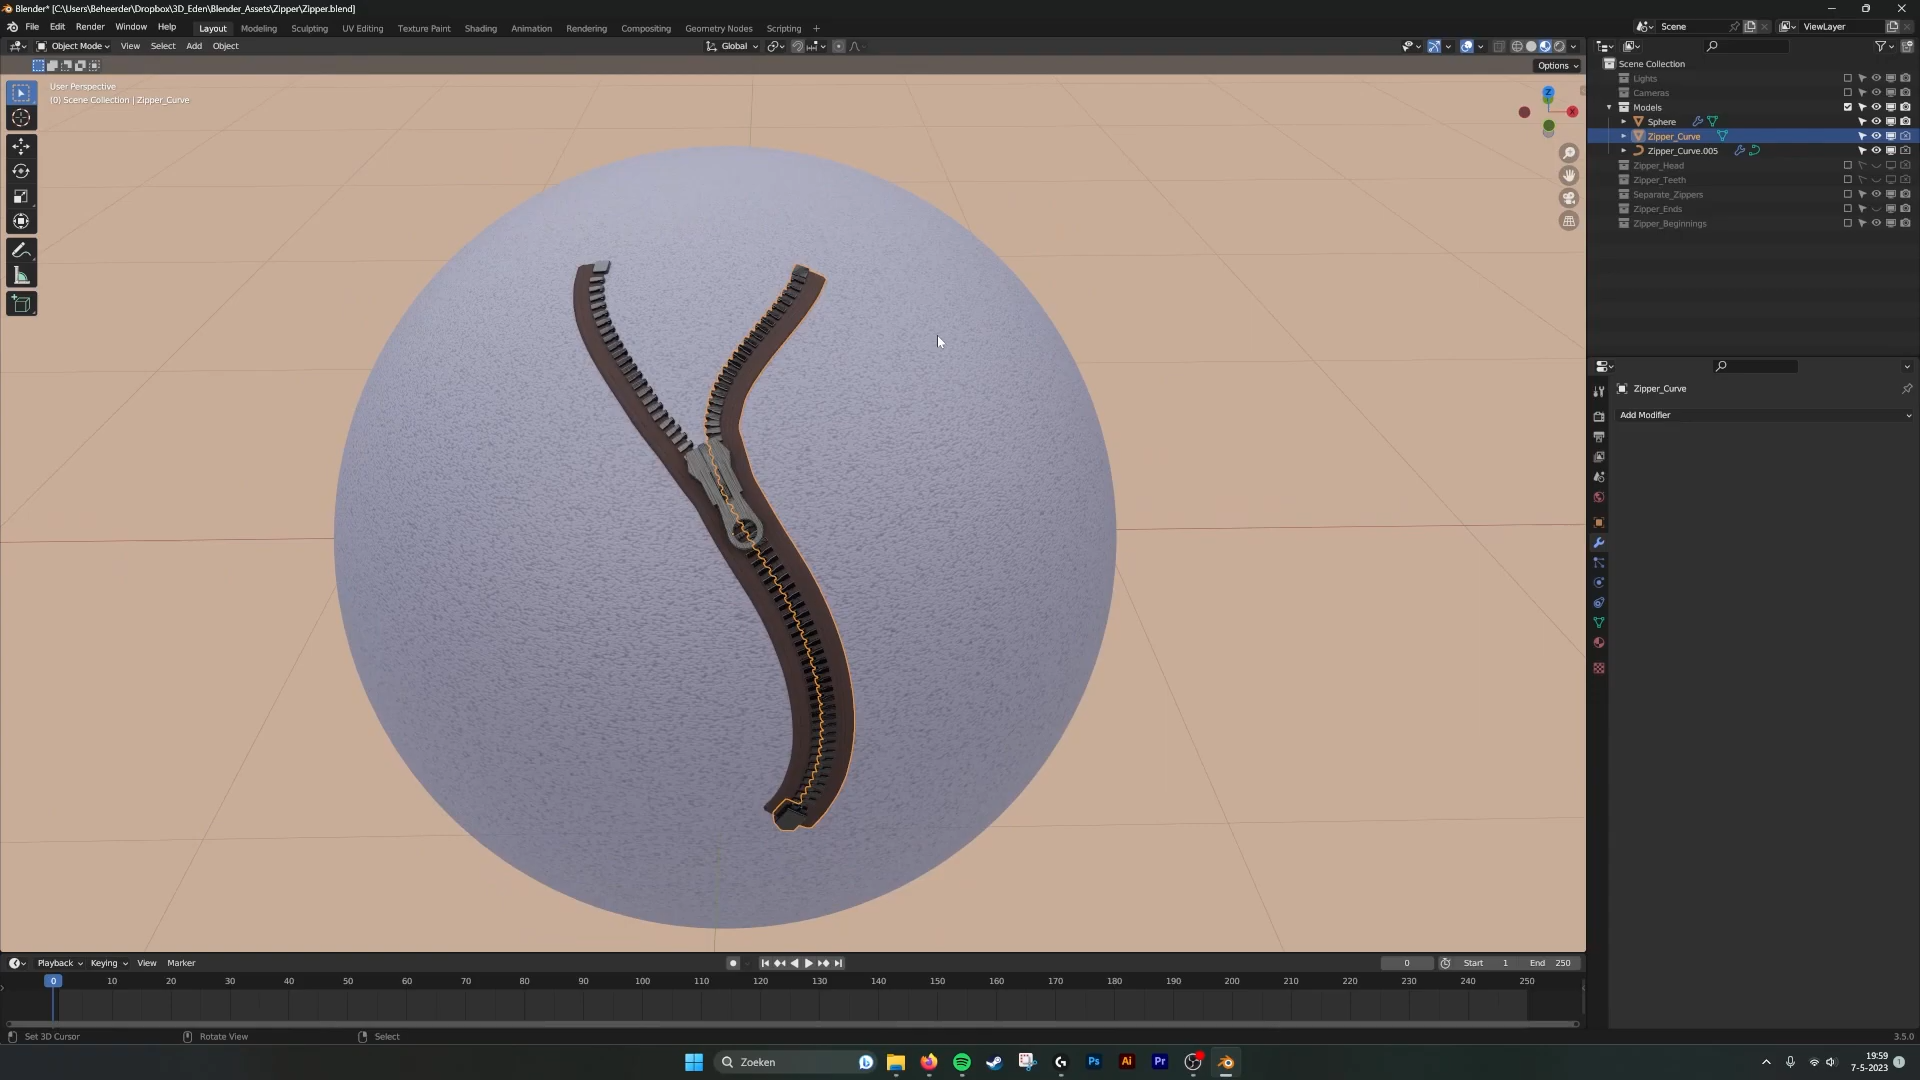 Blender* [C:\Users\Beheerder\Dropbox\3D_Eden\Blender_Assets\Zipper\Zipper.blend]
File Edit Render Window Help Layout Modeling Sculpting UV Editing Texture Paint Shading Animation Rendering Compositing Geometry Nodes Scripting + Scene ViewLayer
Object Mode View Select Add Object Global
Options
User Perspective
(0) Scene Collection | Zipper_Curve
Z
X
Scene Collection
Lights
Cameras
Models
Sphere
Zipper_Curve
Zipper_Curve.005
Zipper_Head
Zipper_Teeth
Separate_Zippers
Zipper_Ends
Zipper_Beginnings
Zipper_Curve
Add Modifier
Playback Keying View Marker 0 Start 1 End 250
0 10 20 30 40 50 60 70 80 90 100 110 120 130 140 150 160 170 180 190 200 210 220 230 240 250
Set 3D Cursor Rotate View Select 3.5.0
Zoeken Ps Ai Pr
19:59
7-5-2023
1